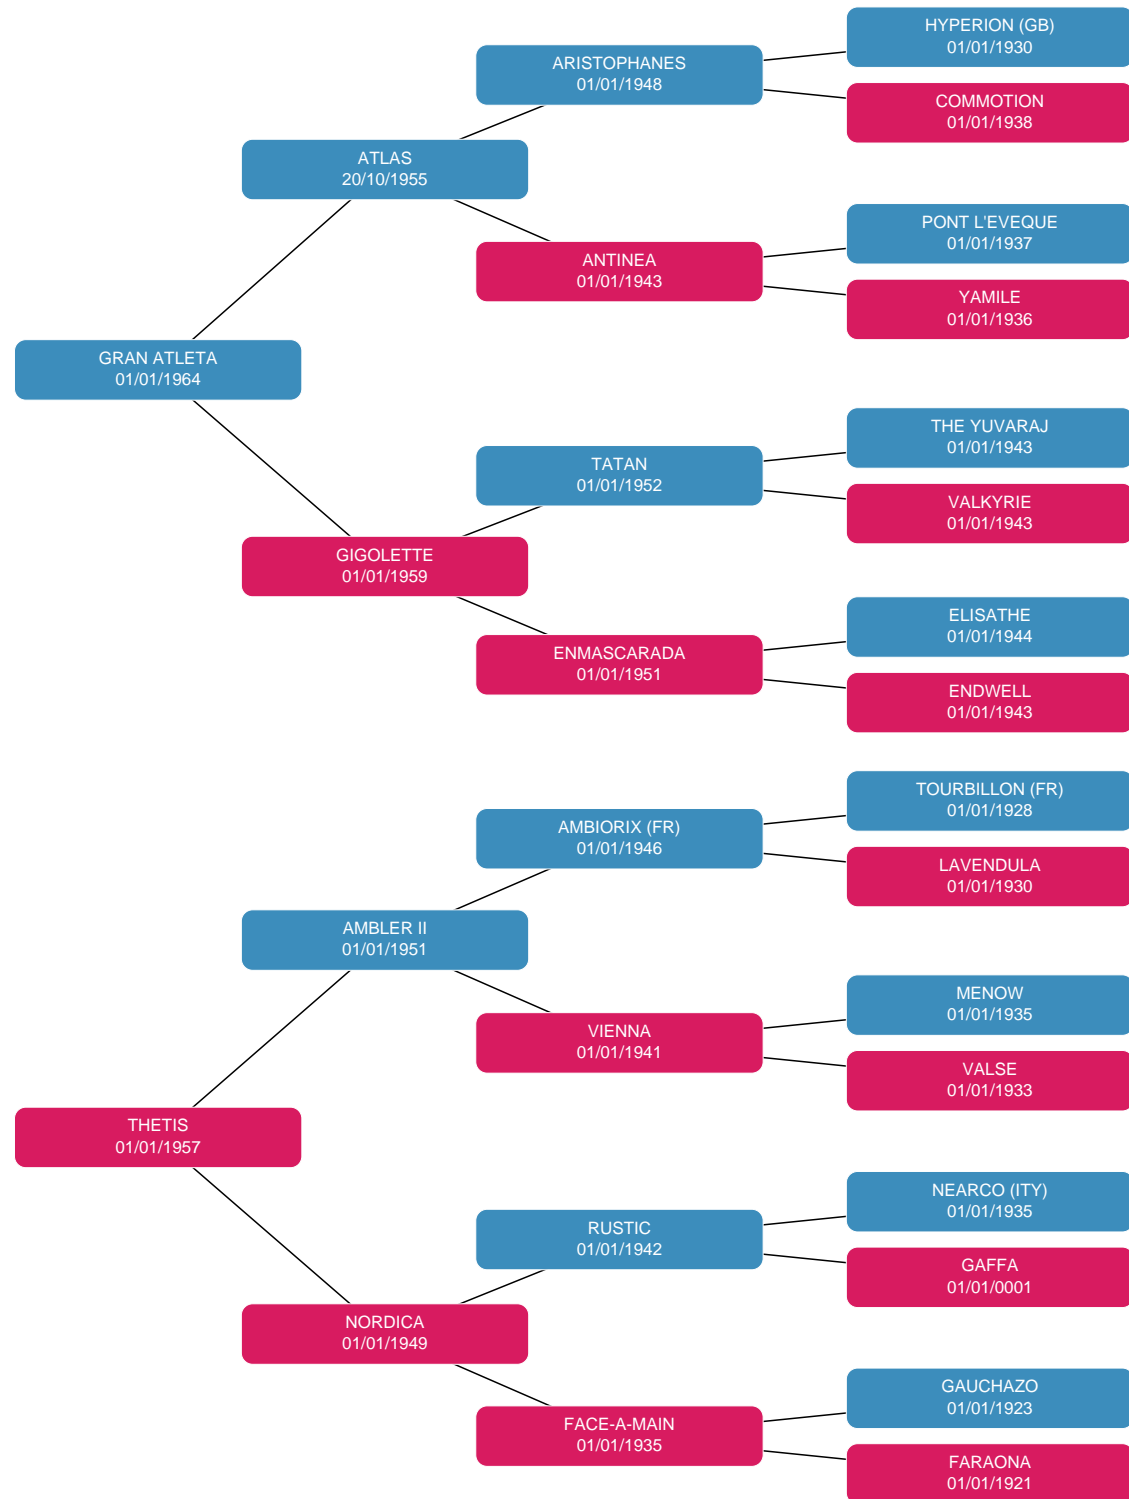 HYPERION (GB)
01/01/1930
ARISTOPHANES
01/01/1948
COMMOTION
01/01/1938
ATLAS
20/10/1955
PONT L'EVEQUE
01/01/1937
ANTINEA
01/01/1943
YAMILE
01/01/1936
GRAN ATLETA
01/01/1964
THE YUVARAJ
01/01/1943
TATAN
01/01/1952
VALKYRIE
01/01/1943
GIGOLETTE
01/01/1959
ELISATHE
01/01/1944
ENMASCARADA
01/01/1951
ENDWELL
01/01/1943
TOURBILLON (FR)
01/01/1928
AMBIORIX (FR)
01/01/1946
LAVENDULA
01/01/1930
AMBLER II
01/01/1951
MENOW
01/01/1935
VIENNA
01/01/1941
VALSE
01/01/1933
THETIS
01/01/1957
NEARCO (ITY)
01/01/1935
RUSTIC
01/01/1942
GAFFA
01/01/0001
NORDICA
01/01/1949
GAUCHAZO
01/01/1923
FACE-A-MAIN
01/01/1935
FARAONA
01/01/1921